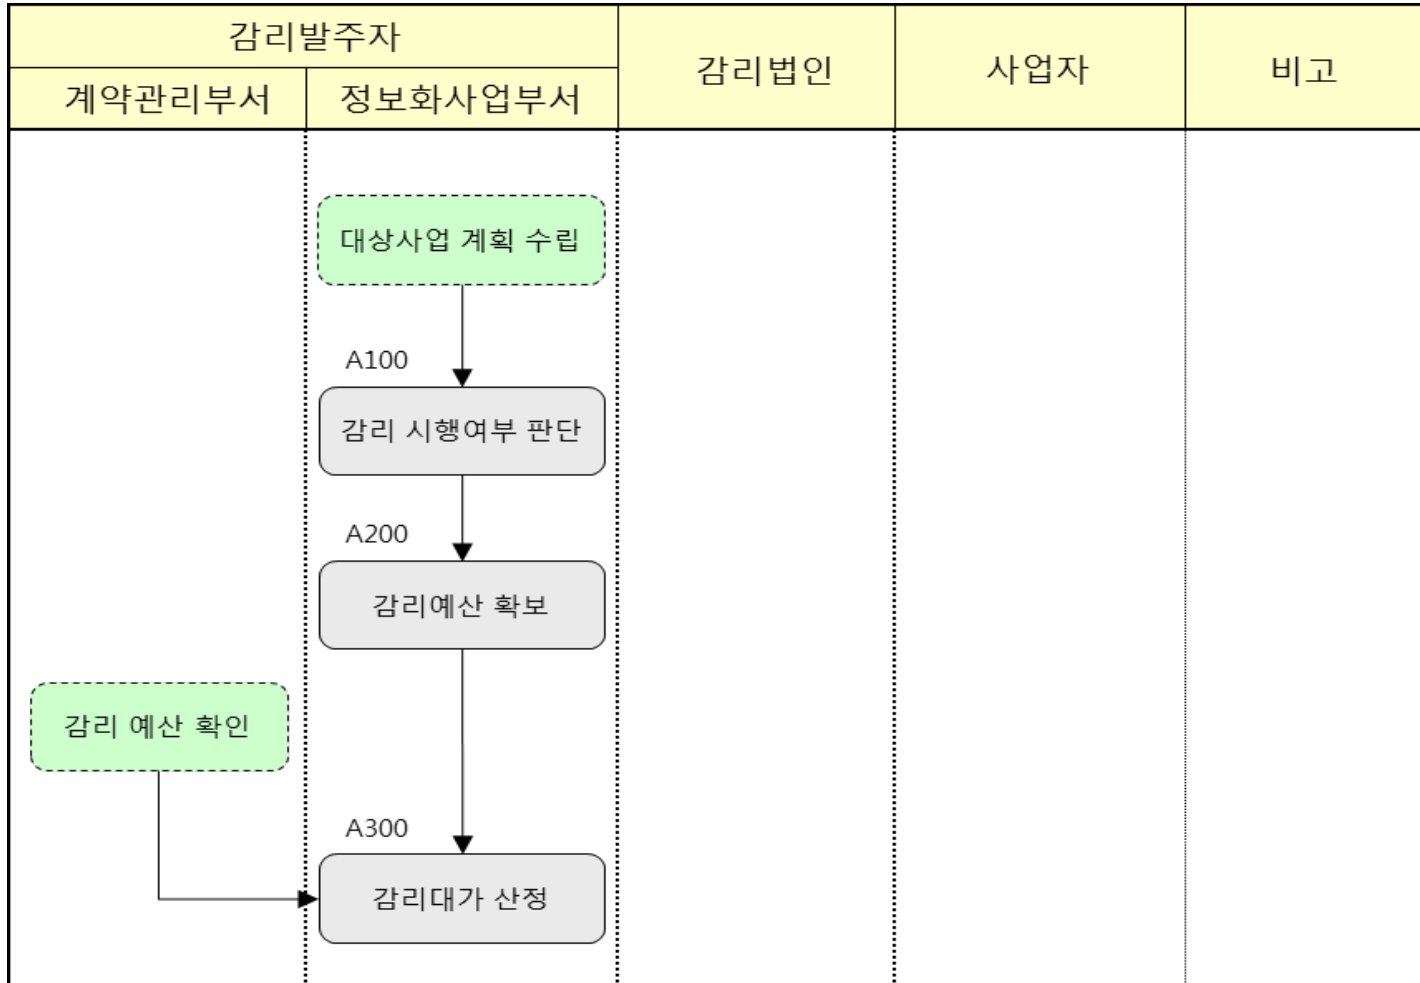 감리발주자
감리법인
사업자
비고
계약관리부서
정보화사업부서
대상사업 계획 수립
A100
감리 시행여부 판단
A200
감리예산 확보
감리 예산 확인
A300
감리대가 산정